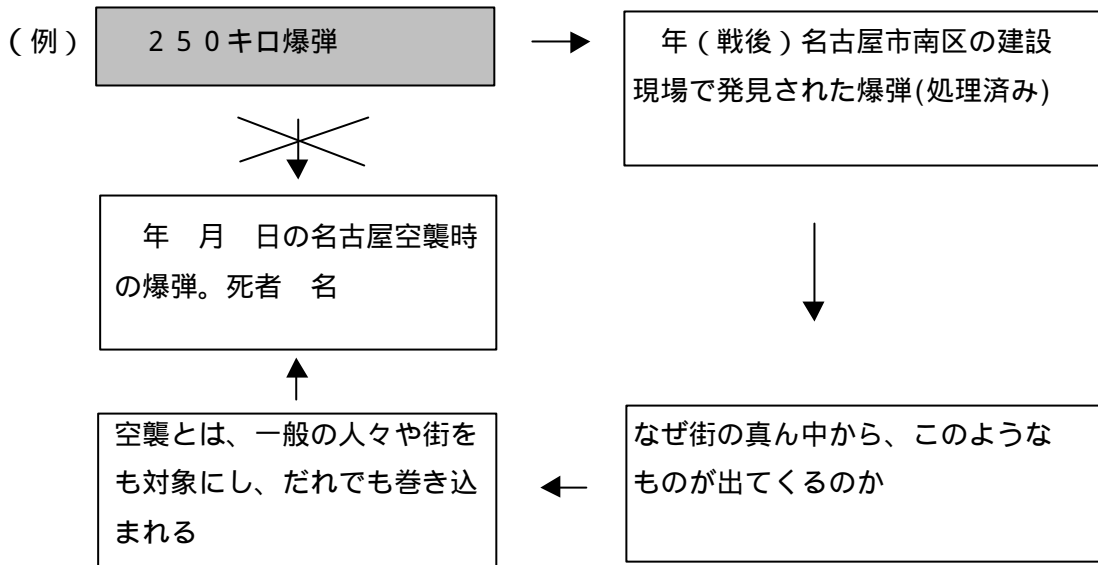 （例）
２５０キロ爆弾
年（戦後）名古屋市南区の建設
現場で発見された爆弾(処理済み)
年　月　日の名古屋空襲時
の爆弾。死者　名
なぜ街の真ん中から、このような
ものが出てくるのか
空襲とは、一般の人々や街を
も対象にし、だれでも巻き込
まれる